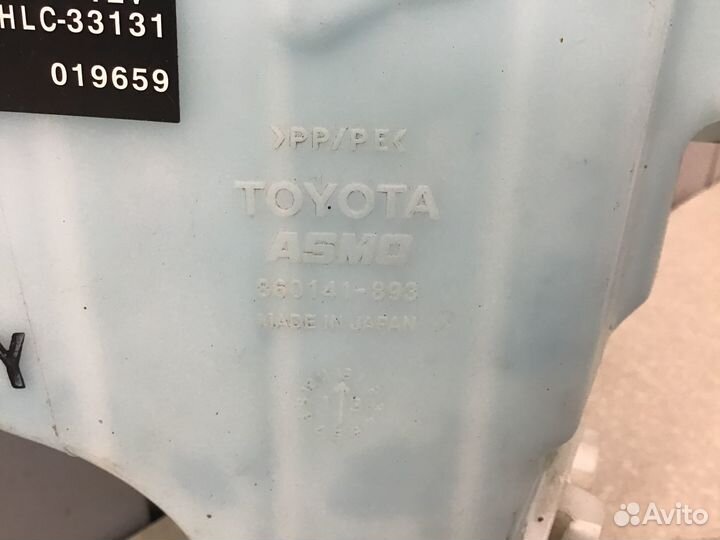 HLC-33131
019659
>PP/PE<
TOYOTA
ASMO
860141-893
MADE IN JAPAN
Y
Avito